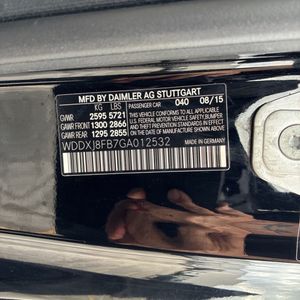 MFD BY DAIMLER AG STUTTGART
KG LBS PASSENGER CAR 040 08/15
GVWR 2595 5721 THIS VEHICLE CONFORMS TO ALL APPLICABLE
GAWR FRONT 1300 2866 U.S. FEDERAL MOTOR VEHICLE SAFETY, BUMPER,
GAWR REAR 1295 2855 AND THEFT PREVENTION STANDARDS IN EFFECT
ON THE DATE OF MANUFACTURE SHOWN ABOVE.
WDDXJ8FB7GA012532 MADE IN GERMANY